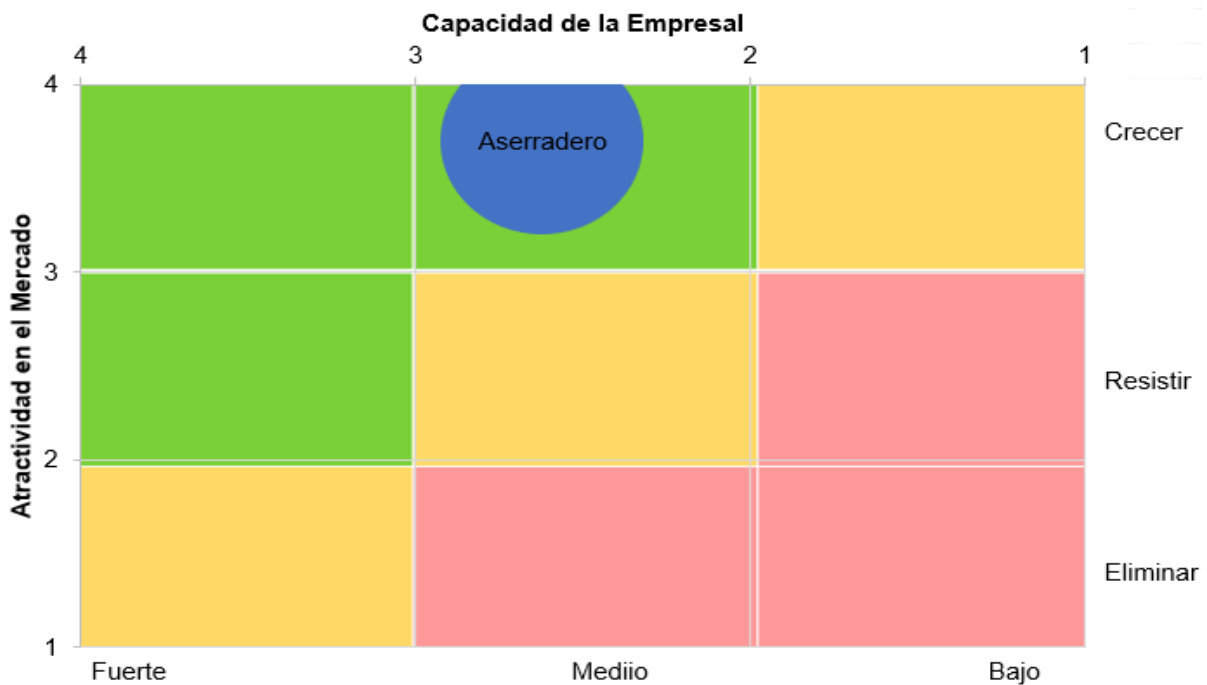 Capacidad de la Empresal
4 3 2 1
4
Crecer
Aserradero
Atractividad en el Mercado
3
Resistir
2
Eliminar
1
Fuerte Mediio Bajo